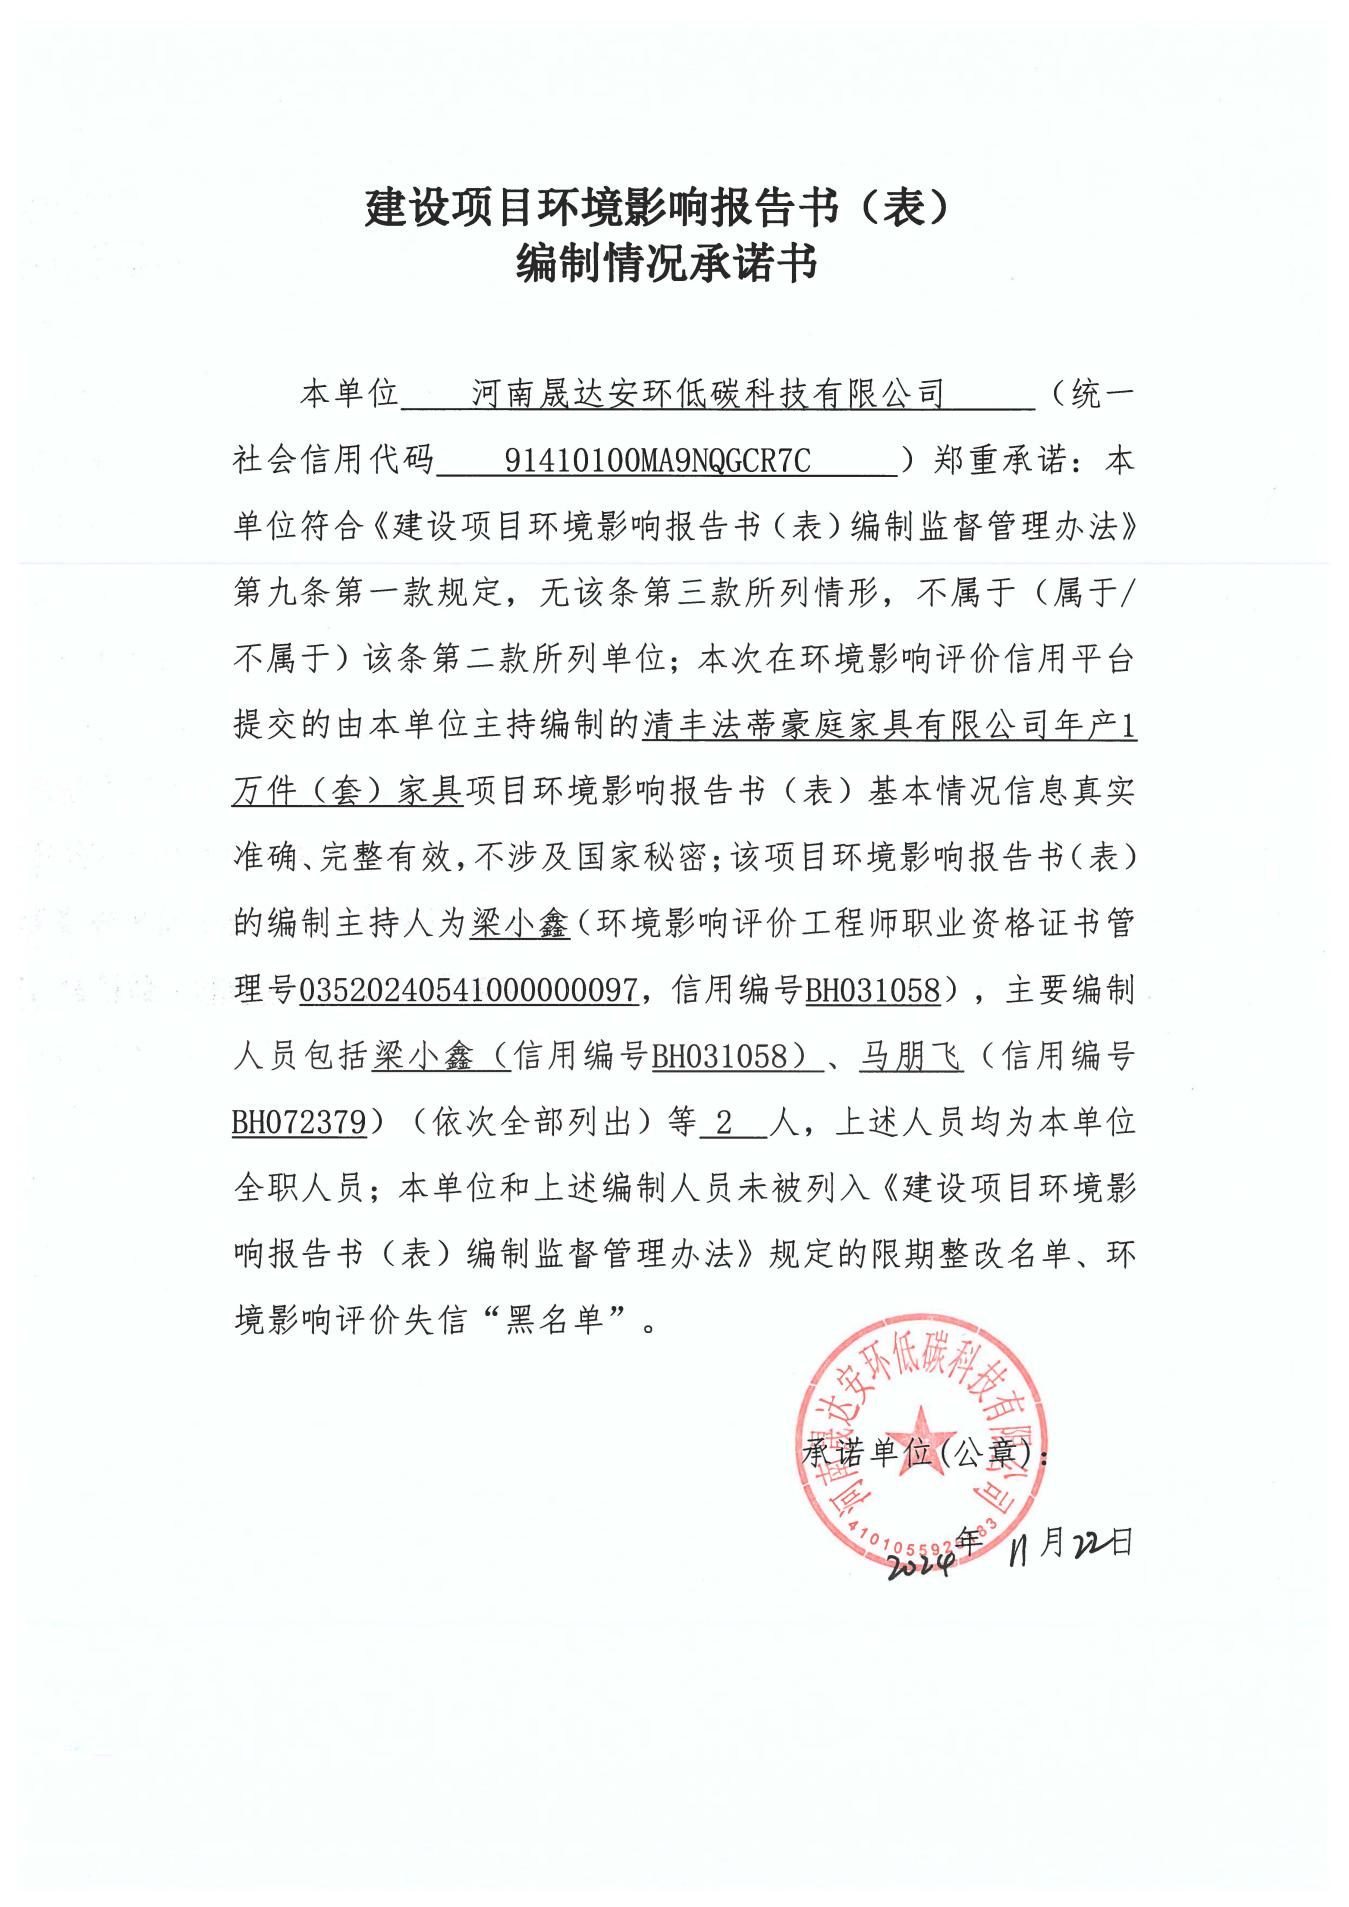 建设项目环境影响报告书（表）
编制情况承诺书
本单位 河南晟达安环低碳科技有限公司 （统一
社会信用代码 91410100MA9NQGCR7C ）郑重承诺：本
单位符合《建设项目环境影响报告书（表）编制监督管理办法》
第九条第一款规定，无该条第三款所列情形，不属于（属于/
不属于）该条第二款所列单位；本次在环境影响评价信用平台
提交的由本单位主持编制的清丰法蒂豪庭家具有限公司年产1
万件（套）家具项目环境影响报告书（表）基本情况信息真实
准确、完整有效，不涉及国家秘密；该项目环境影响报告书（表）
的编制主持人为梁小鑫（环境影响评价工程师职业资格证书管
理号03520240541000000097，信用编号BH031058），主要编制
人员包括梁小鑫（信用编号BH031058）、马朋飞（信用编号
BH072379）（依次全部列出）等 2 人，上述人员均为本单位
全职人员；本单位和上述编制人员未被列入《建设项目环境影
响报告书（表）编制监督管理办法》规定的限期整改名单、环
境影响评价失信“黑名单”。
河南晟达安环低碳科技有限公司
承诺单位(公章)：
2024年 11月22日